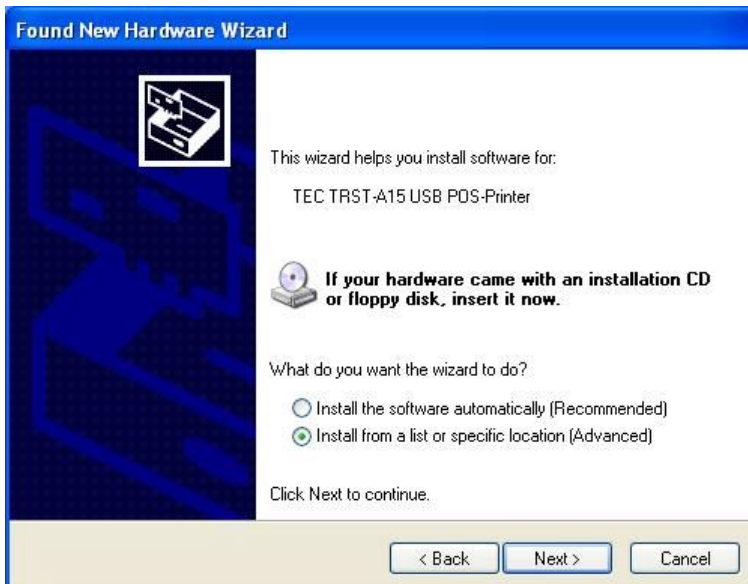 Found New Hardware Wizard
This wizard helps you install software for:
TEC TRST-A15 USB POS-Printer
If your hardware came with an installation CD
or floppy disk, insert it now.
What do you want the wizard to do?
Install the software automatically (Recommended)
Install from a list or specific location (Advanced)
Click Next to continue.
< Back Next > Cancel